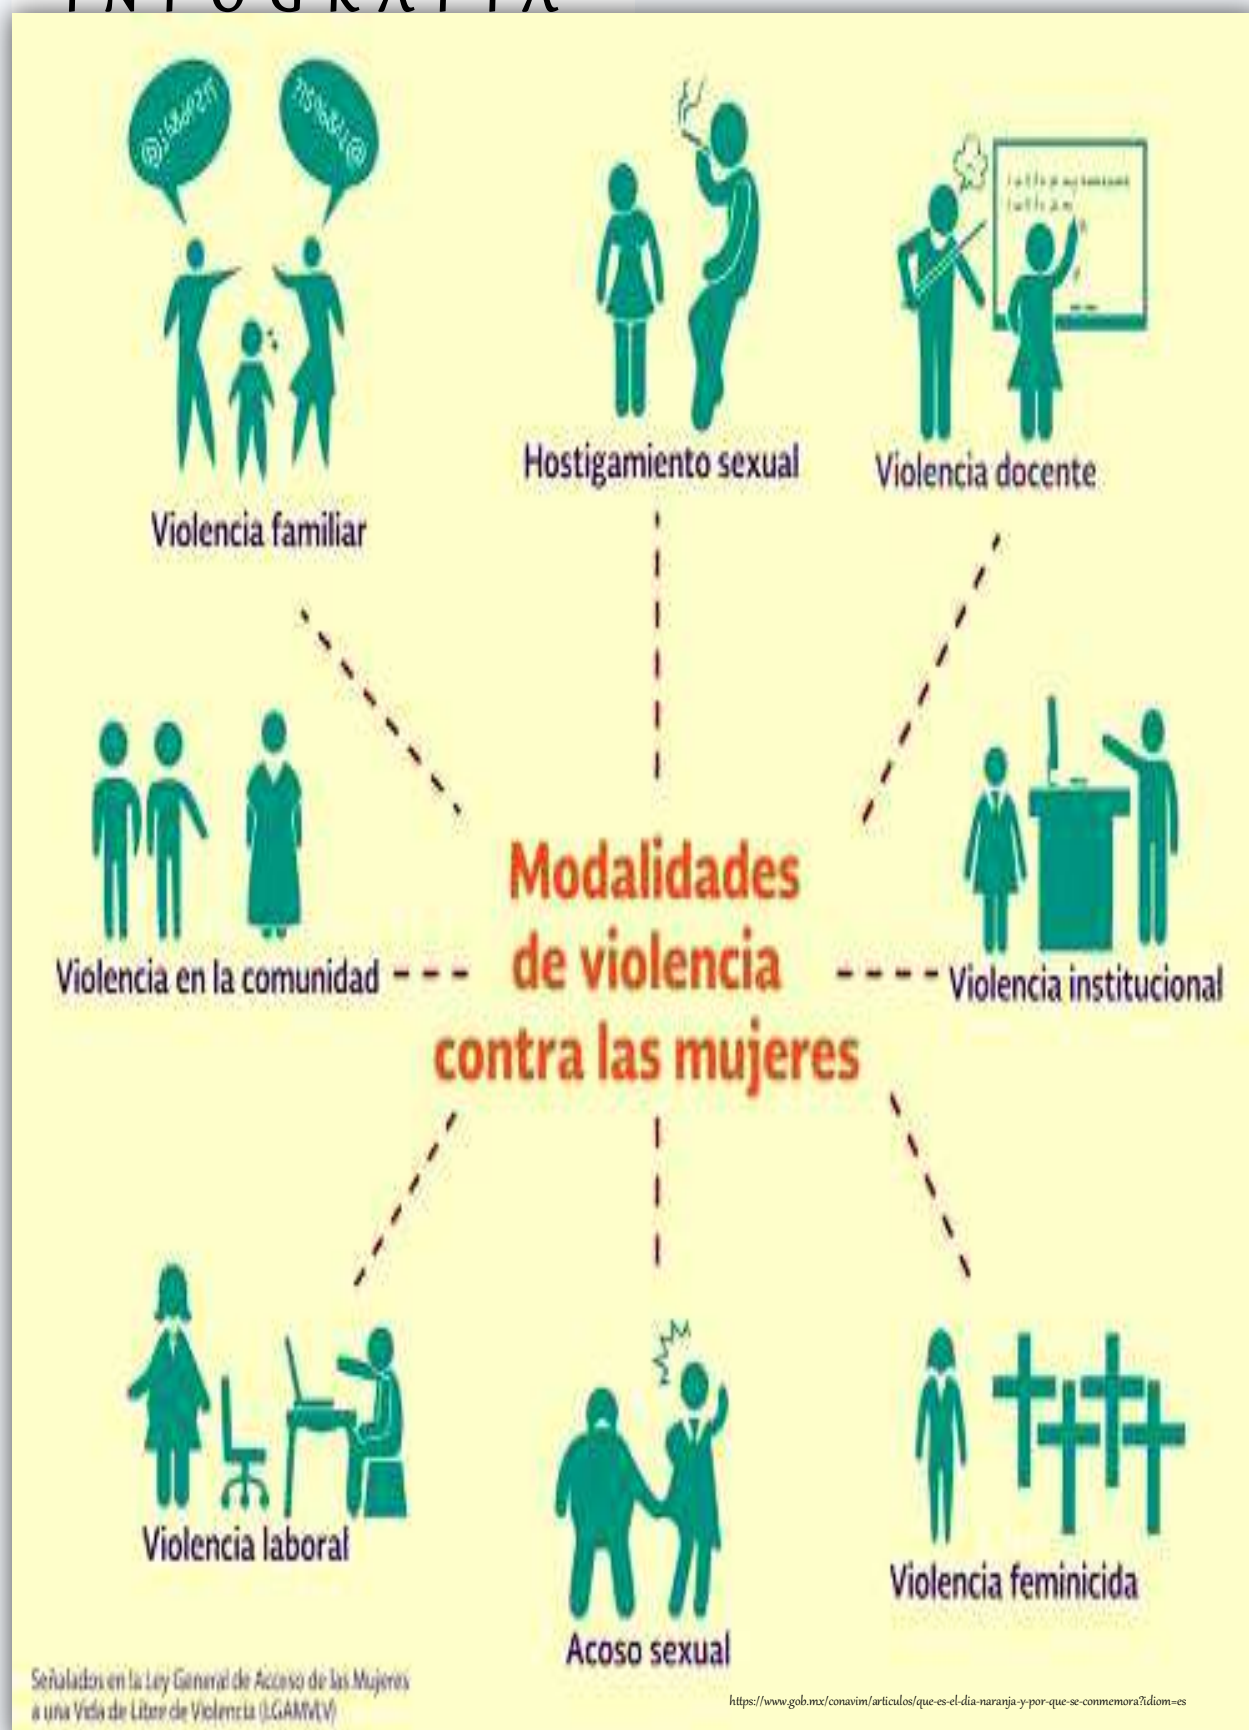 INFOGRAFIA
Hostigamiento sexual
Violencia docente
Violencia familiar
Modalidades
de violencia
contra las mujeres
Violencia en la comunidad
Violencia institucional
Violencia laboral
Violencia feminicida
Acoso sexual
Señalados en la Ley General de Acceso de las Mujeres
a una Vida de Libre de Violencia (LGAMVLV)
https://www.gob.mx/conavim/articulos/que-es-el-dia-naranja-y-por-que-se-conmemora?idiom=es